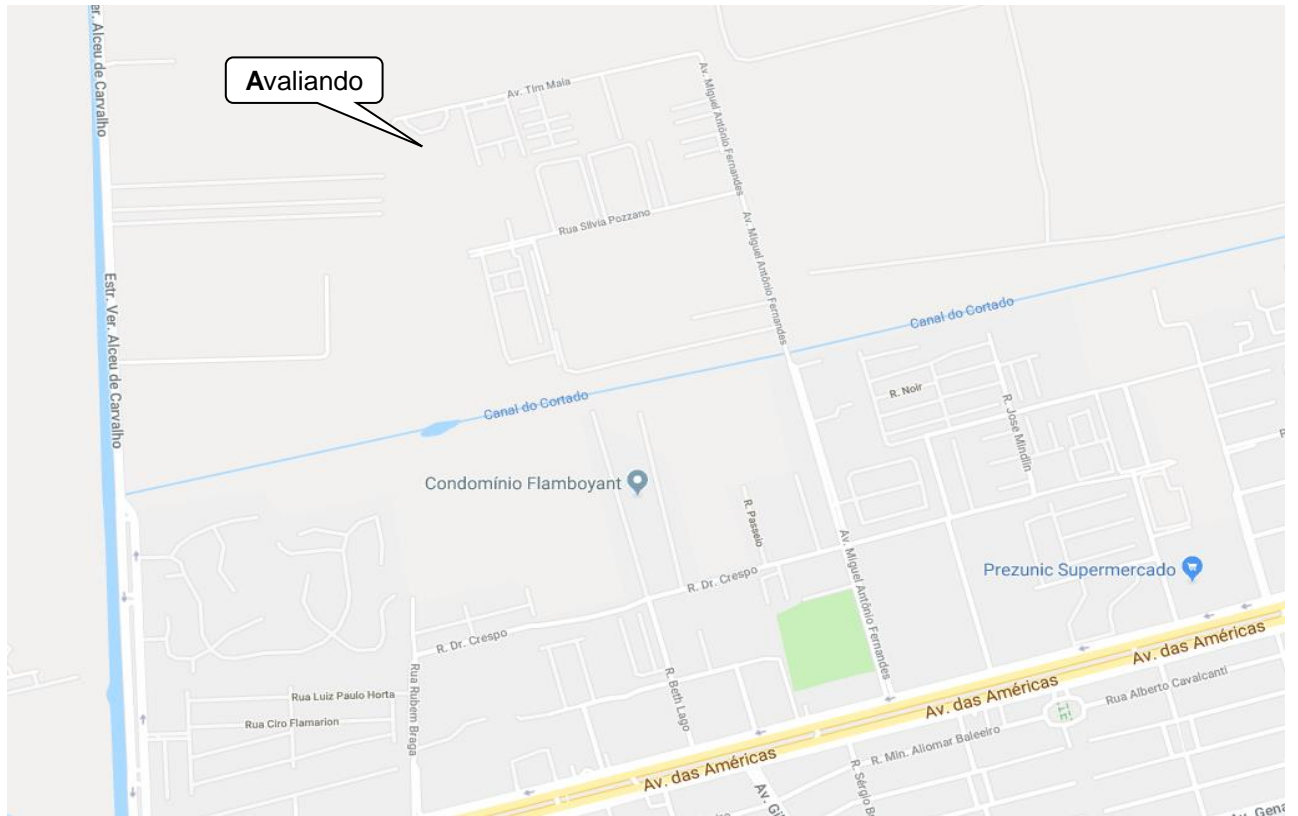 Ver. Alceu de Carvalho
Avaliando
Av. Tim Maia
Av. Miguel Antônio Fernandes
Rua Silvia Pozzano
Av. Miguel Antônio Fernandes
Estr. Ver. Alceu de Carvalho
Canal do Cortado
R. Noir
R. Jose Mindlin
Canal do Cortado
Condomínio Flamboyant
R. Passeio
Av. Miguel Antônio Fernandes
Prezunic Supermercado
R. Dr. Crespo
R. Dr. Crespo
Av. das Américas
Rua Rubem Braga
R. Beth Lago
Rua Luiz Paulo Horta
Rua Ciro Flamarion
Av. das Américas
Rua Alberto Cavalcanti
R. Min. Aliomar Baleeiro
Av. das Américas
R. Sérgio